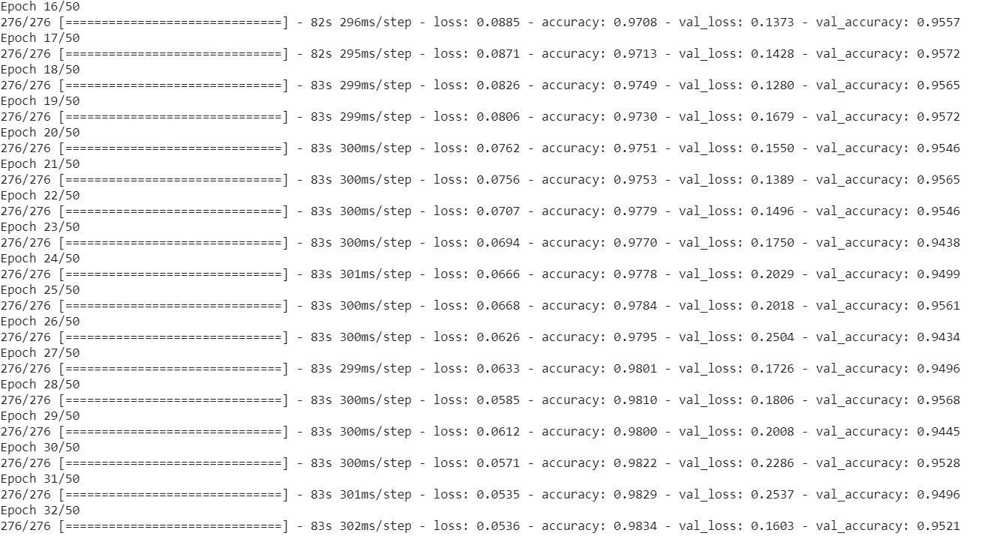 Epoch 16/50
276/276 [==============================] - 82s 296ms/step - loss: 0.0885 - accuracy: 0.9708 - val_loss: 0.1373 - val_accuracy: 0.9557
Epoch 17/50
276/276 [==============================] - 82s 295ms/step - loss: 0.0871 - accuracy: 0.9713 - val_loss: 0.1428 - val_accuracy: 0.9572
Epoch 18/50
276/276 [==============================] - 83s 299ms/step - loss: 0.0826 - accuracy: 0.9749 - val_loss: 0.1280 - val_accuracy: 0.9565
Epoch 19/50
276/276 [==============================] - 83s 299ms/step - loss: 0.0806 - accuracy: 0.9730 - val_loss: 0.1679 - val_accuracy: 0.9572
Epoch 20/50
276/276 [==============================] - 83s 300ms/step - loss: 0.0762 - accuracy: 0.9751 - val_loss: 0.1550 - val_accuracy: 0.9546
Epoch 21/50
276/276 [==============================] - 83s 300ms/step - loss: 0.0756 - accuracy: 0.9753 - val_loss: 0.1389 - val_accuracy: 0.9565
Epoch 22/50
276/276 [==============================] - 83s 300ms/step - loss: 0.0707 - accuracy: 0.9779 - val_loss: 0.1496 - val_accuracy: 0.9546
Epoch 23/50
276/276 [==============================] - 83s 300ms/step - loss: 0.0694 - accuracy: 0.9770 - val_loss: 0.1750 - val_accuracy: 0.9438
Epoch 24/50
276/276 [==============================] - 83s 301ms/step - loss: 0.0666 - accuracy: 0.9778 - val_loss: 0.2029 - val_accuracy: 0.9499
Epoch 25/50
276/276 [==============================] - 83s 300ms/step - loss: 0.0668 - accuracy: 0.9784 - val_loss: 0.2018 - val_accuracy: 0.9561
Epoch 26/50
276/276 [==============================] - 83s 300ms/step - loss: 0.0626 - accuracy: 0.9795 - val_loss: 0.2504 - val_accuracy: 0.9434
Epoch 27/50
276/276 [==============================] - 83s 299ms/step - loss: 0.0633 - accuracy: 0.9801 - val_loss: 0.1726 - val_accuracy: 0.9496
Epoch 28/50
276/276 [==============================] - 83s 300ms/step - loss: 0.0585 - accuracy: 0.9810 - val_loss: 0.1806 - val_accuracy: 0.9568
Epoch 29/50
276/276 [==============================] - 83s 300ms/step - loss: 0.0612 - accuracy: 0.9800 - val_loss: 0.2008 - val_accuracy: 0.9445
Epoch 30/50
276/276 [==============================] - 83s 300ms/step - loss: 0.0571 - accuracy: 0.9822 - val_loss: 0.2286 - val_accuracy: 0.9528
Epoch 31/50
276/276 [==============================] - 83s 301ms/step - loss: 0.0535 - accuracy: 0.9829 - val_loss: 0.2537 - val_accuracy: 0.9496
Epoch 32/50
276/276 [==============================] - 83s 302ms/step - loss: 0.0536 - accuracy: 0.9834 - val_loss: 0.1603 - val_accuracy: 0.9521